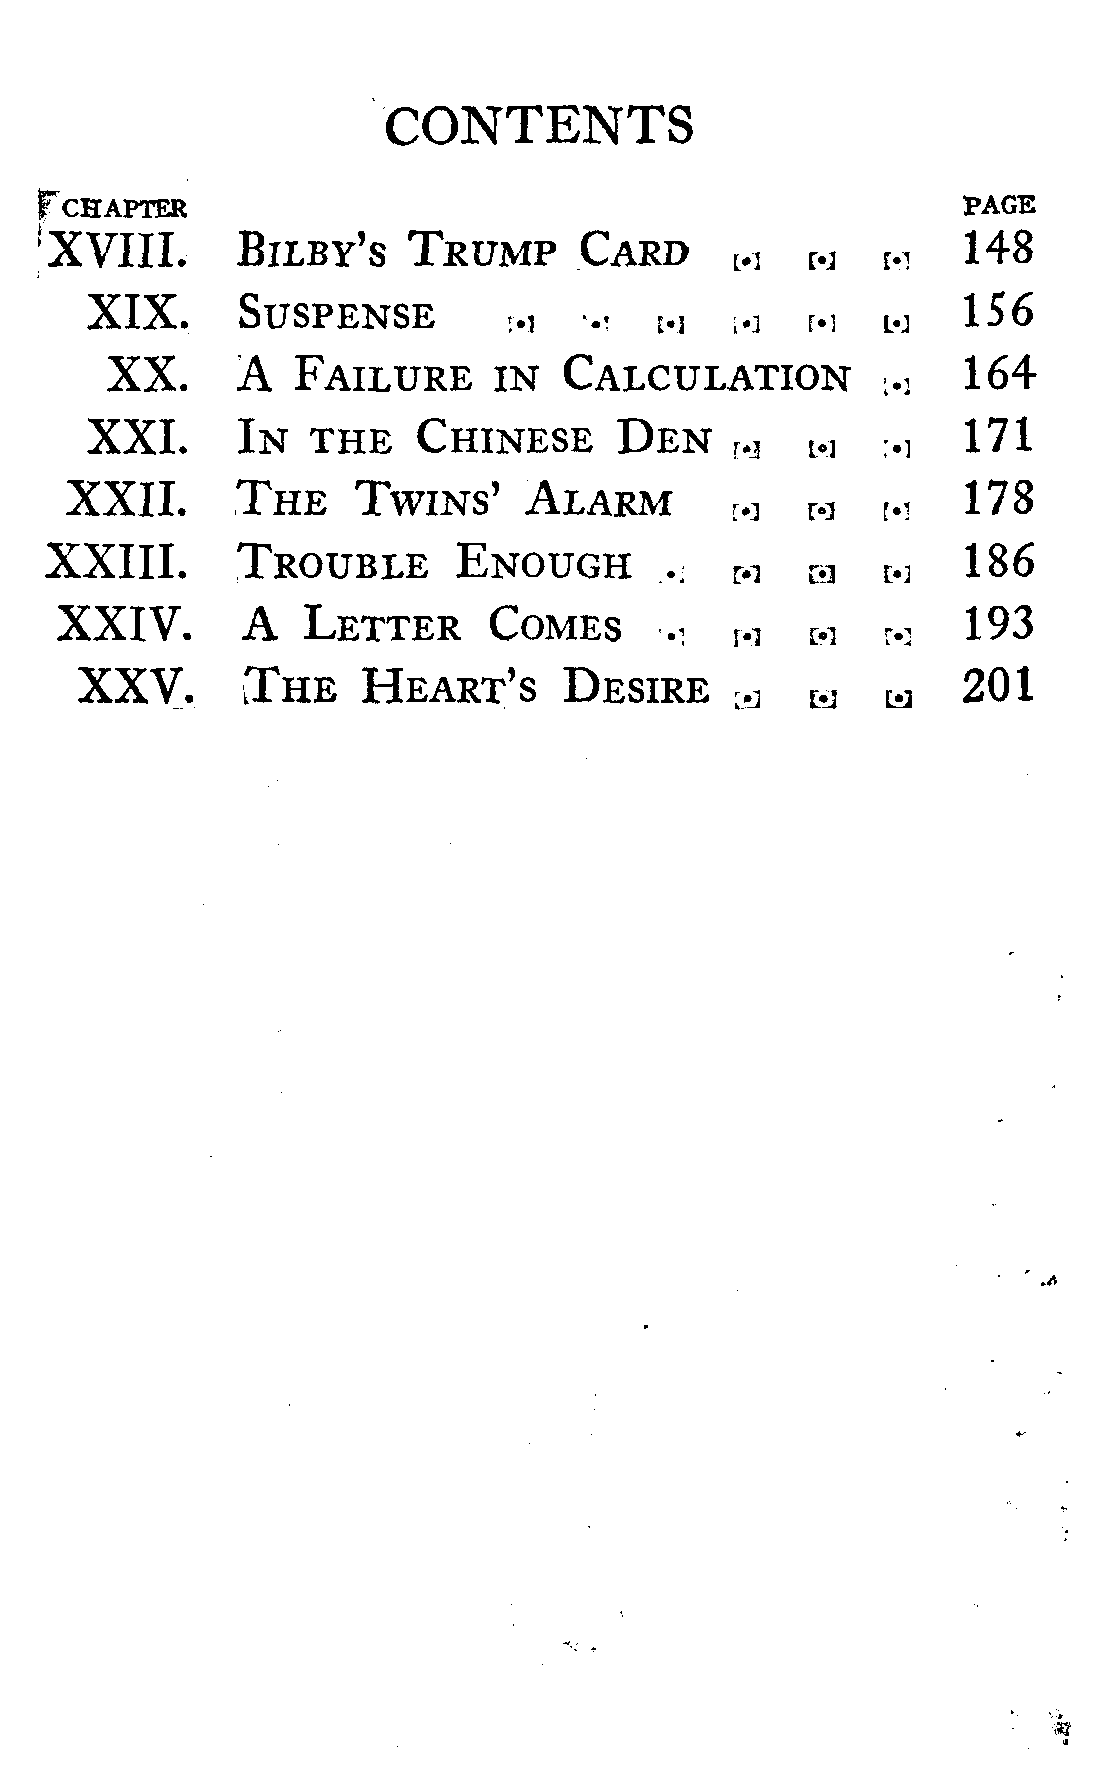 CONTENTS
CHAPTER PAGE
XVIII. BILBY'S TRUMP CARD . . . 148
XIX. SUSPENSE . . . . . . 156
XX. A FAILURE IN CALCULATION . 164
XXI. IN THE CHINESE DEN . . . 171
XXII. THE TWINS' ALARM . . . 178
XXIII. TROUBLE ENOUGH . . . . 186
XXIV. A LETTER COMES . . . . 193
XXV. THE HEART'S DESIRE . . . 201